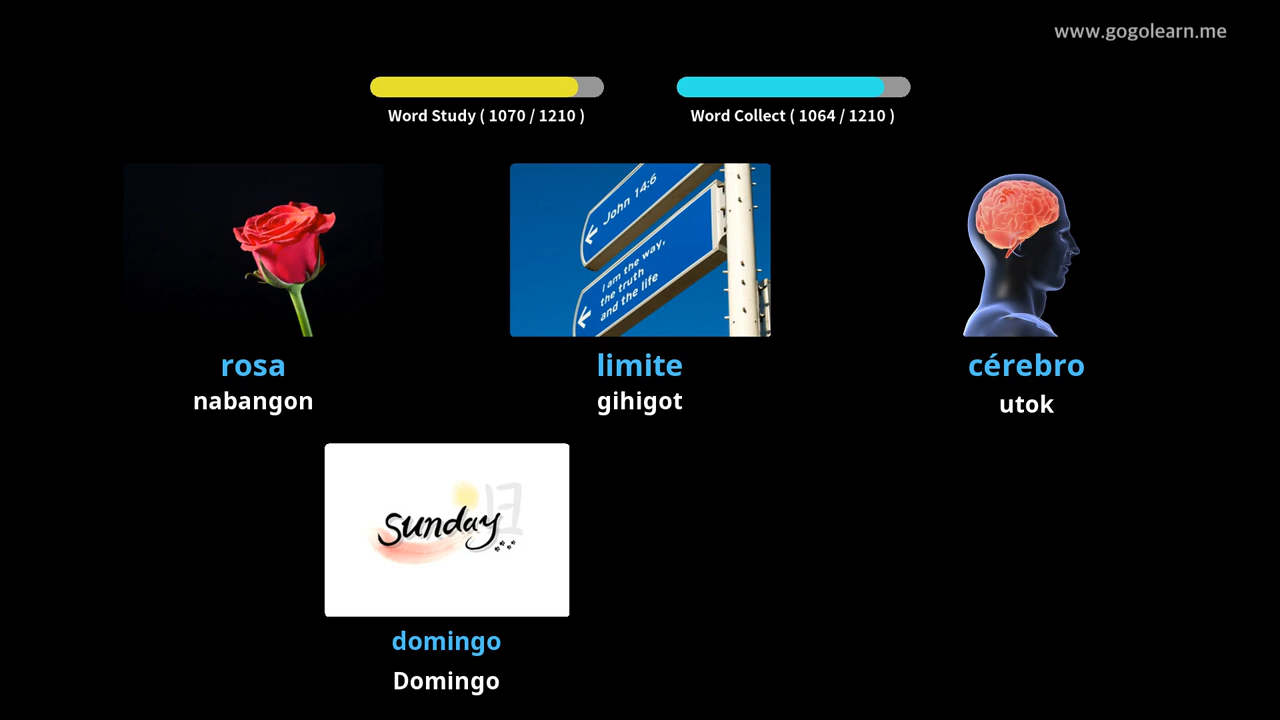 www.gogolearn.me
Word Study ( 1070 / 1210 )
Word Collect ( 1064 / 1210 )
John 14:6
I am the way,
the truth
and the life
rosa
nabangon
limite
gihigot
cérebro
utok
Sunday
日
domingo
Domingo